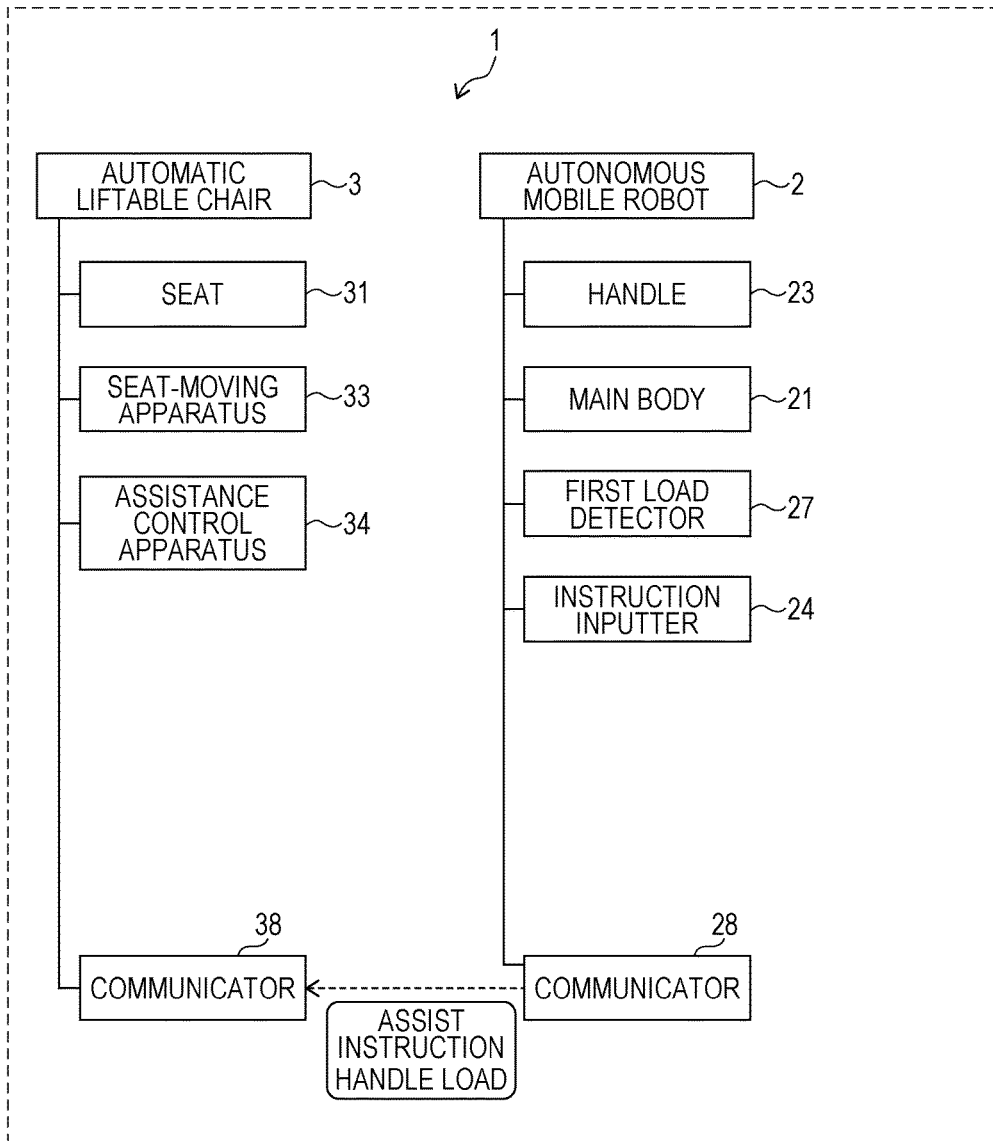 1
AUTOMATIC
LIFTABLE CHAIR
3
SEAT
31
SEAT-MOVING
APPARATUS
33
ASSISTANCE
CONTROL
APPARATUS
34
38
COMMUNICATOR
AUTONOMOUS
MOBILE ROBOT
2
HANDLE
23
MAIN BODY
21
FIRST LOAD
DETECTOR
27
INSTRUCTION
INPUTTER
24
28
COMMUNICATOR
ASSIST
INSTRUCTION
HANDLE LOAD